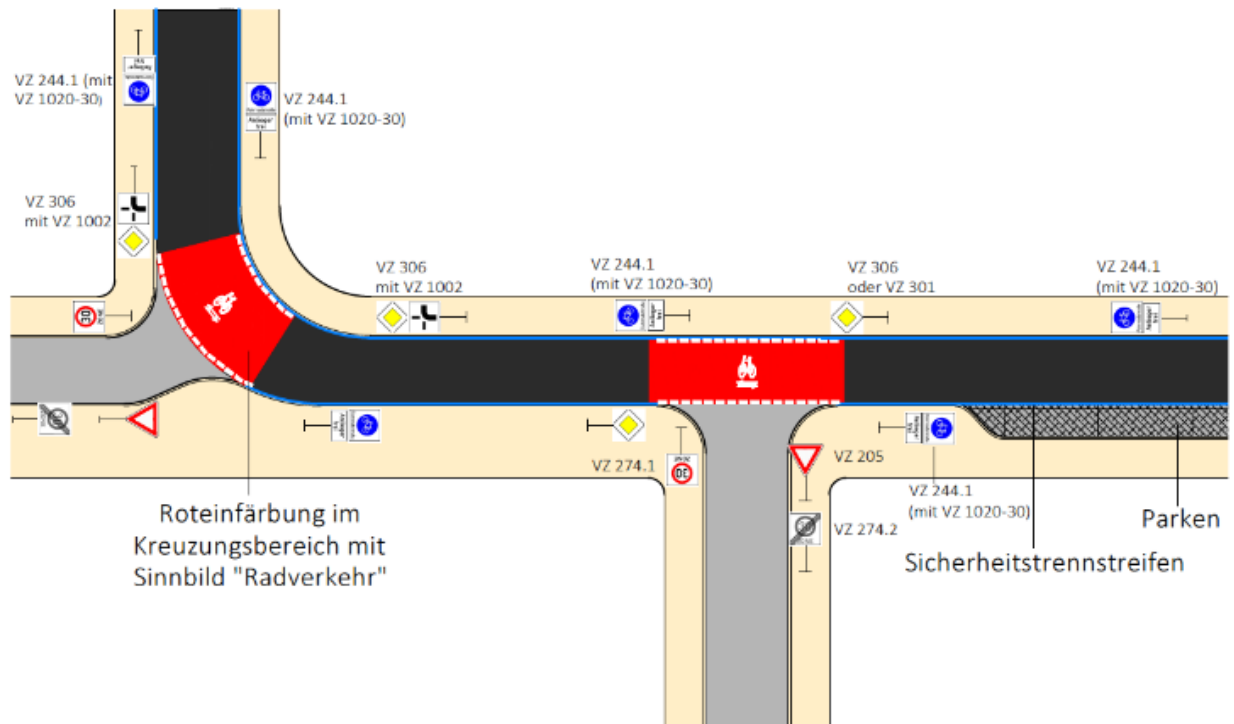 VZ 244.1 (mit
VZ 1020-30)
VZ 244.1
(mit VZ 1020-30)
VZ 306
mit VZ 1002
VZ 306
mit VZ 1002
VZ 244.1
(mit VZ 1020-30)
VZ 306
oder VZ 301
VZ 244.1
(mit VZ 1020-30)
VZ 274.1
VZ 205
VZ 274.2
VZ 244.1
(mit VZ 1020-30)
Parken
Sicherheitstrennstreifen
Roteinfärbung im
Kreuzungsbereich mit
Sinnbild "Radverkehr"